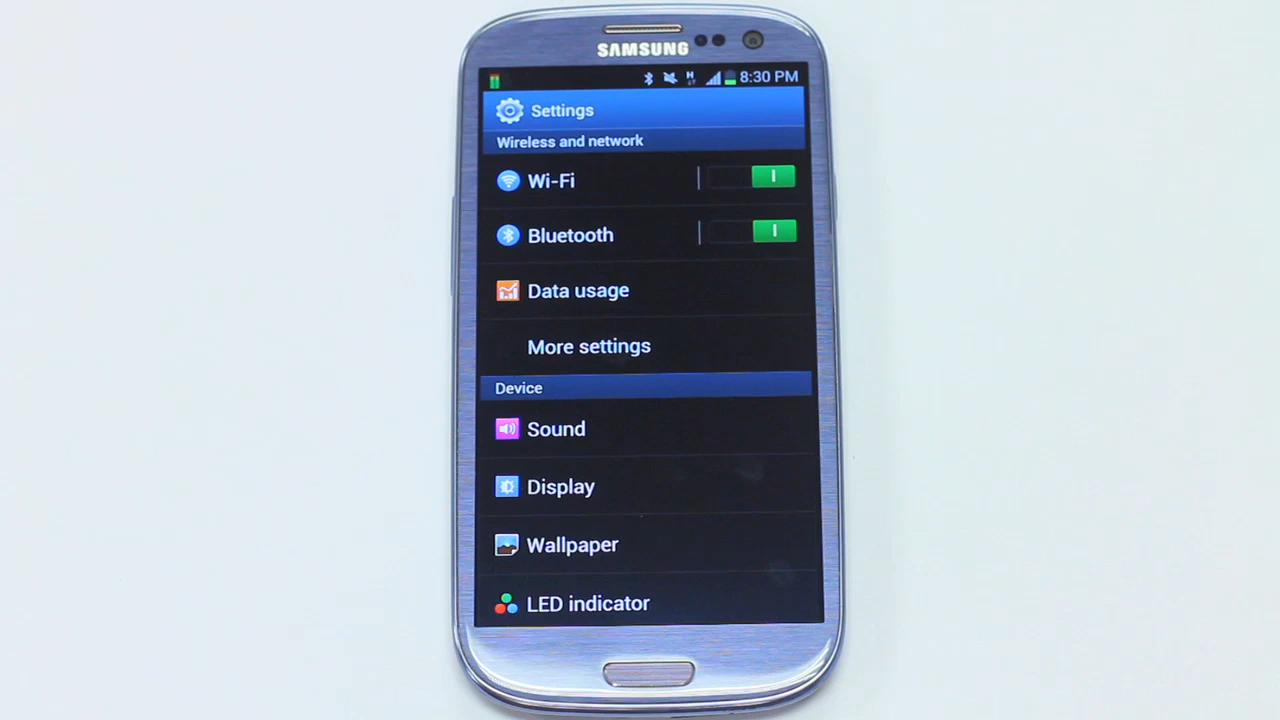 SAMSUNG
H 8:30 PM
Settings
Wireless and network
Wi-Fi
Bluetooth
Data usage
More settings
Device
Sound
Display
Wallpaper
LED indicator